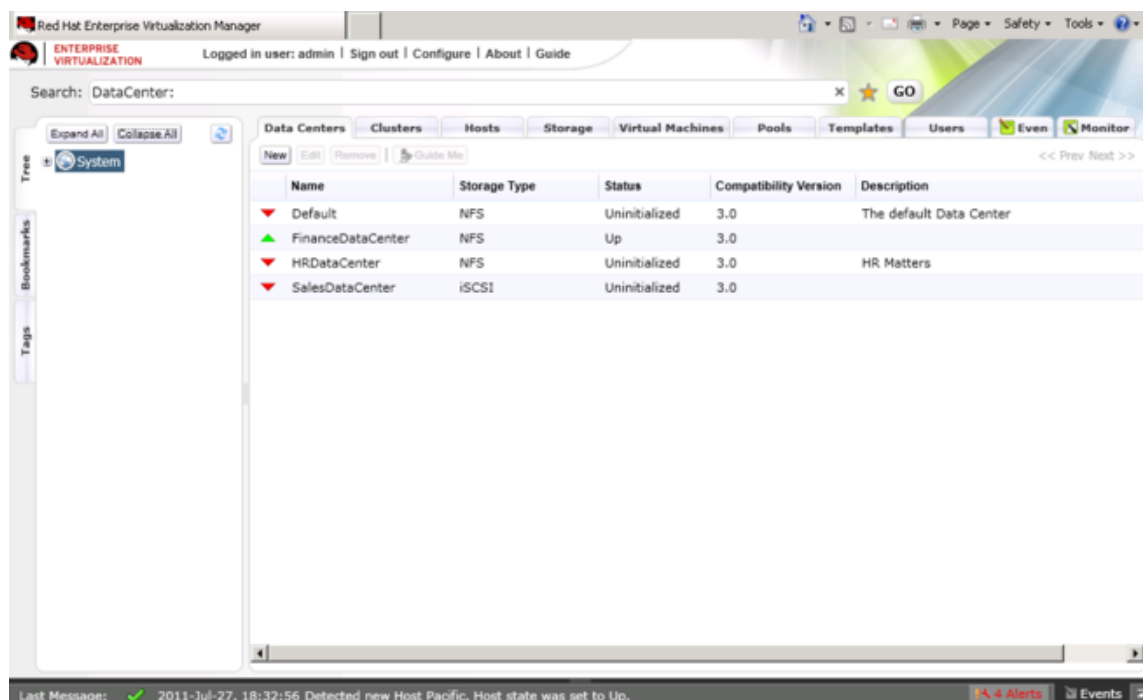 Red Hat Enterprise Virtualization Manager
Page Safety Tools
ENTERPRISE
VIRTUALIZATION
Logged in user: admin | Sign out | Configure | About | Guide
Search: DataCenter: GO
Expand All Collapse All
Data Centers Clusters Hosts Storage Virtual Machines Pools Templates Users Even Monitor
Tree
System
New Edit Remove | Guide Me << Prev Next >>
Name Storage Type Status Compatibility Version Description
Default NFS Uninitialized 3.0 The default Data Center
FinanceDataCenter NFS Up 3.0
HRDataCenter NFS Uninitialized 3.0 HR Matters
SalesDataCenter iSCSI Uninitialized 3.0
Bookmarks
Tags
Last Message: 2011-Jul-27, 18:32:56 Detected new Host Pacific. Host state was set to Up. 4 Alerts Events